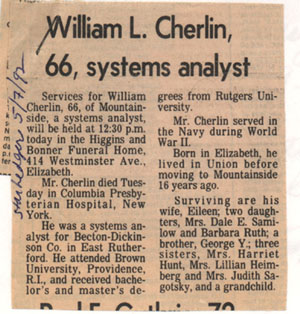 William L. Cherlin,
66, systems analyst
Services for William
Cherlin, 66, of Mountain-
side, a systems analyst,
will be held at 12:30 p.m.
today in the Higgins and
Bonner Funeral Home,
414 Westminster Ave.,
Elizabeth.
Mr. Cherlin died Tues-
day in Columbia Presby-
terian Hospital, New
York.
He was a systems an-
alyst for Becton-Dickin-
son Co. in East Ruther-
ford. He attended Brown
University, Providence,
R.I., and received bache-
lor's and master's de-
grees from Rutgers Uni-
versity.
Mr. Cherlin served in
the Navy during World
War II.
Born in Elizabeth, he
lived in Union before
moving to Mountainside
16 years ago.
Surviving are his
wife, Eileen; two daugh-
ters, Mrs. Dale E. Sami-
low and Barbara Ruth; a
brother, George Y.; three
sisters, Mrs. Harriet
Hunt, Mrs. Lillian Heim-
berg and Mrs. Judith Sa-
gotsky, and a grandchild.
Star Ledger 5/7/92